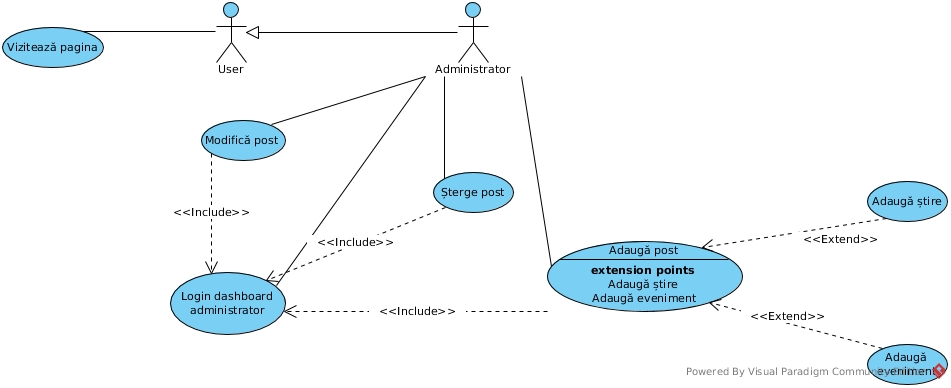 Vizitează pagina
User
Administrator
Modifică post
Șterge post
Adaugă știre
<<Include>>
<<Include>>
<<Extend>>
Adaugă post
extension points
Adaugă știre
Adaugă eveniment
Login dashboard
administrator
<<Include>>
<<Extend>>
Adaugă
eveniment
Powered By Visual Paradigm Community